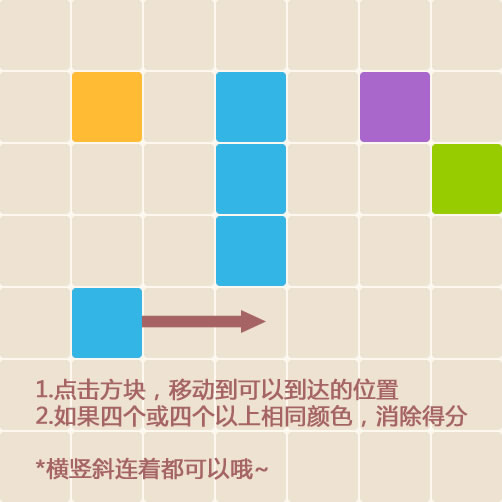 1.点击方块，移动到可以到达的位置
2.如果四个或四个以上相同颜色，消除得分
*横竖斜连着都可以哦~